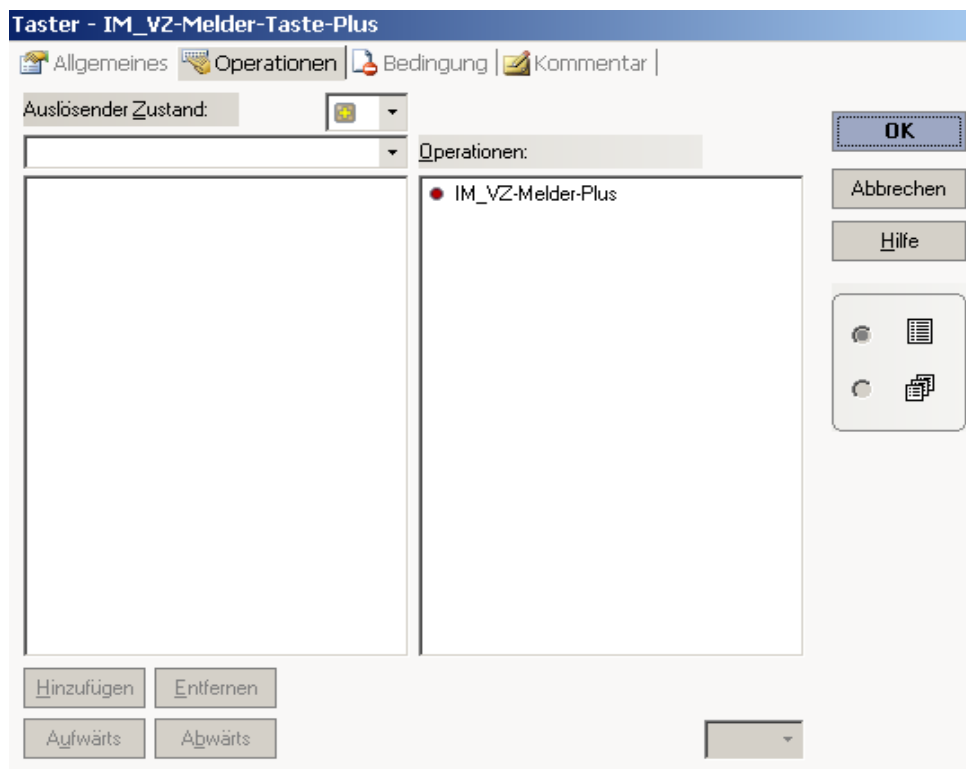 Taster - IM_VZ-Melder-Taste-Plus
Allgemeines Operationen Bedingung Kommentar
Auslösender Zustand:
Operationen:
IM_VZ-Melder-Plus
OK
Abbrechen
Hilfe
Hinzufügen Entfernen
Aufwärts Abwärts